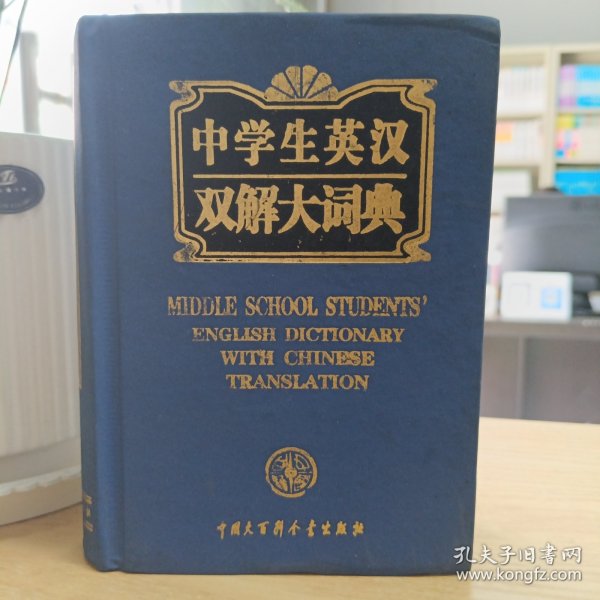 中学生英汉
双解大词典
MIDDLE SCHOOL STUDENTS'
ENGLISH DICTIONARY
WITH CHINESE
TRANSLATION
中国大百科全书出版社
孔夫子旧书网
www.kongfz.com